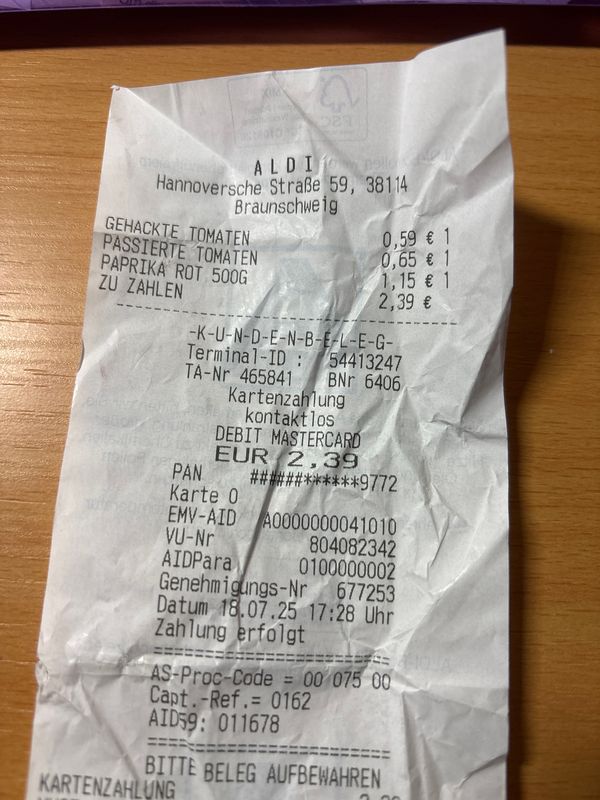 ALDI
Hannoversche Straße 59, 38114
Braunschweig
GEHACKTE TOMATEN 0,59 € 1
PASSIERTE TOMATEN 0,65 € 1
PAPRIKA ROT 500G 1,15 € 1
ZU ZAHLEN 2,39 €
-K-U-N-D-E-N-B-E-L-E-G-
Terminal-ID : 54413247
TA-Nr 465841 BNr 6406
Kartenzahlung
kontaktlos
DEBIT MASTERCARD
EUR 2,39
PAN ######******9772
Karte 0
EMV-AID A0000000041010
VU-Nr 804082342
AIDPara 0100000002
Genehmigungs-Nr 677253
Datum 18.07.25 17:28 Uhr
Zahlung erfolgt
==============================
AS-Proc-Code = 00 075 00
Capt.-Ref.= 0162
AID59: 011678
==============================
BITTE BELEG AUFBEWAHREN
KARTENZAHLUNG